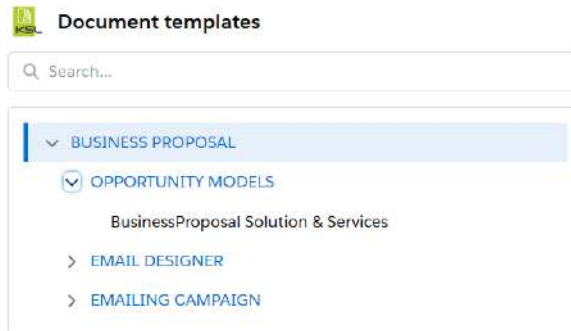 KSL
Document templates
Search...
BUSINESS PROPOSAL
OPPORTUNITY MODELS
BusinessProposal Solution & Services
EMAIL DESIGNER
EMAILING CAMPAIGN